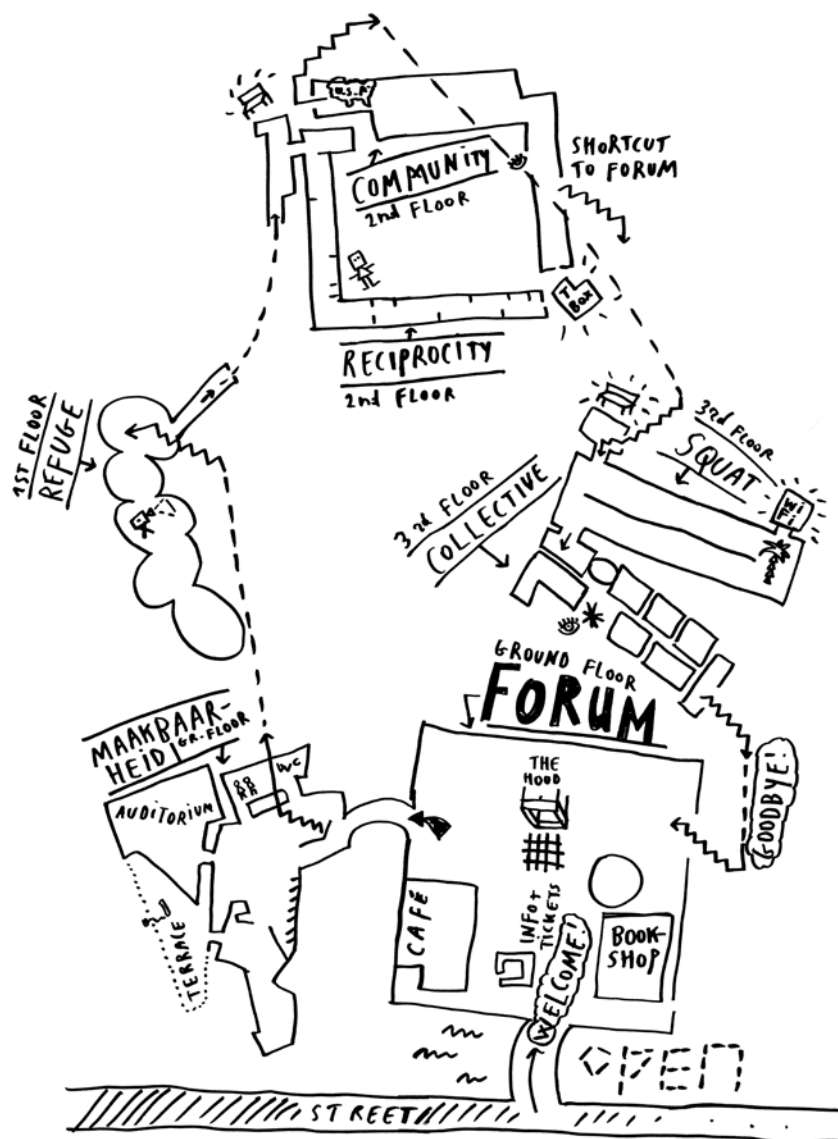 U.S.A.
SHORTCUT
TO FORUM
COMMUNITY
2nd FLOOR
T
BOX
RECIPROCITY
2nd FLOOR
1ST FLOOR
REFUGE
3rd FLOOR
SQUAT
WiFi
3rd FLOOR
COLLECTIVE
GROUND FLOOR
FORUM
MAAKBAAR-
HEID GR.FLOOR
WC
AUDITORIUM
TERRACE
THE
HOOD
GOODBYE!
CAFÉ
INFO+
TICKETS
WELCOME!
BOOK-
SHOP
OPEN
STREET